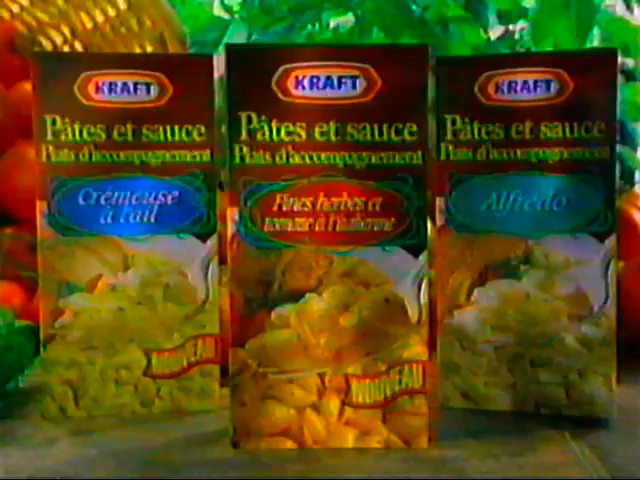 KRAFT
Pâtes et sauce
Plats d'accompagnement
Crémeuse
à l'ail
NOUVEAU
KRAFT
Pâtes et sauce
Plats d'accompagnement
Fines herbes et
tomate à l'italienne
NOUVEAU
KRAFT
Pâtes et sauce
Plats d'accompagnement
Alfredo